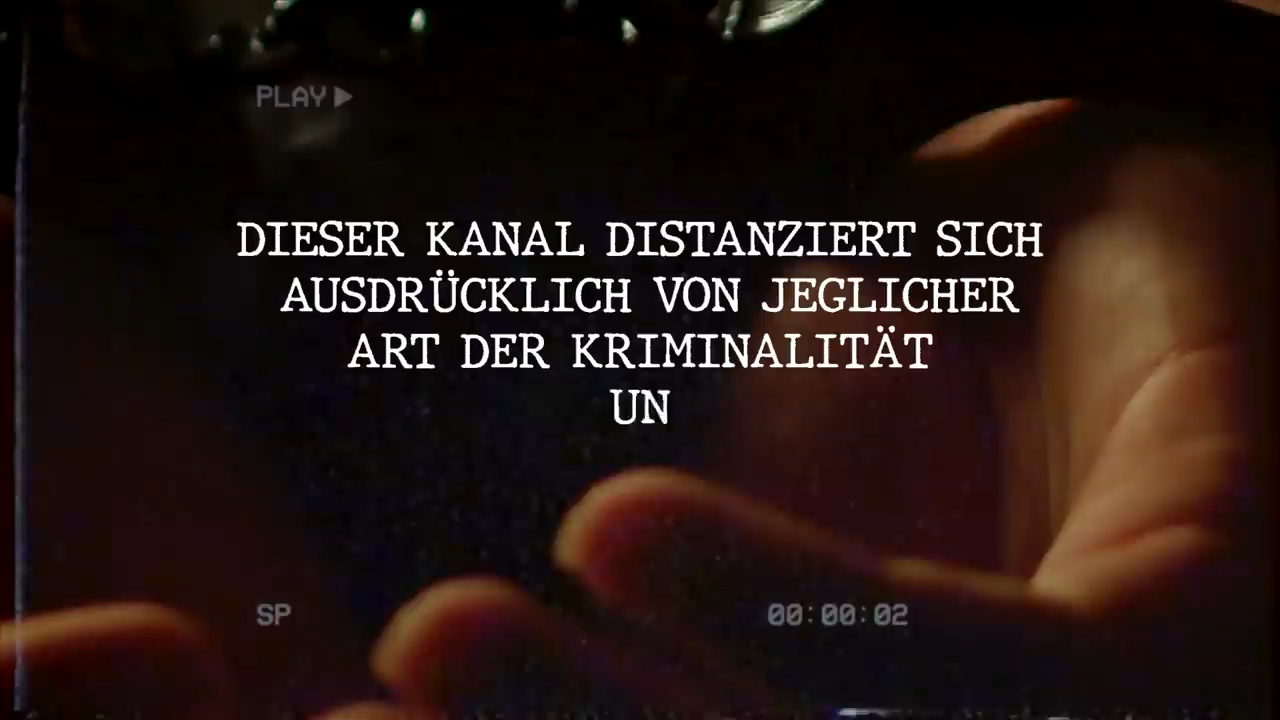 PLAY ▶
DIESER KANAL DISTANZIERT SICH
AUSDRÜCKLICH VON JEGLICHER
ART DER KRIMINALITÄT
UN
SP
00:00:02